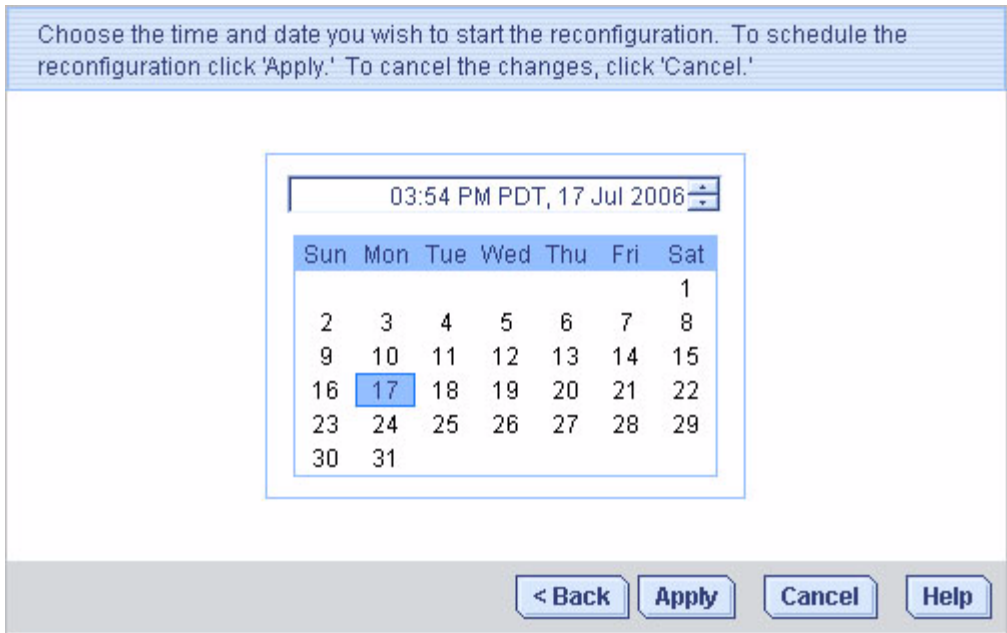 Choose the time and date you wish to start the reconfiguration. To schedule the
reconfiguration click 'Apply.' To cancel the changes, click 'Cancel.'
03:54 PM PDT, 17 Jul 2006
Sun Mon Tue Wed Thu Fri Sat
1
2 3 4 5 6 7 8
9 10 11 12 13 14 15
16 17 18 19 20 21 22
23 24 25 26 27 28 29
30 31
< Back Apply Cancel Help